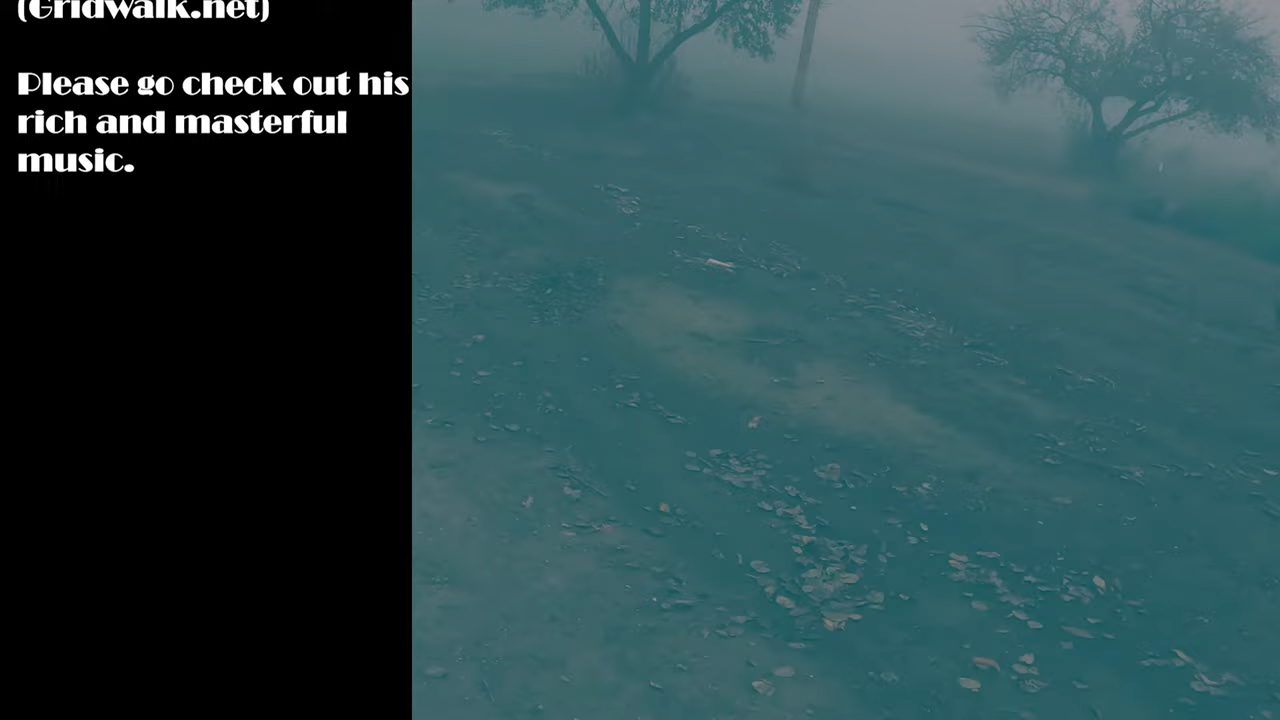 (Gridwalk.net)
Please go check out his
rich and masterful
music.